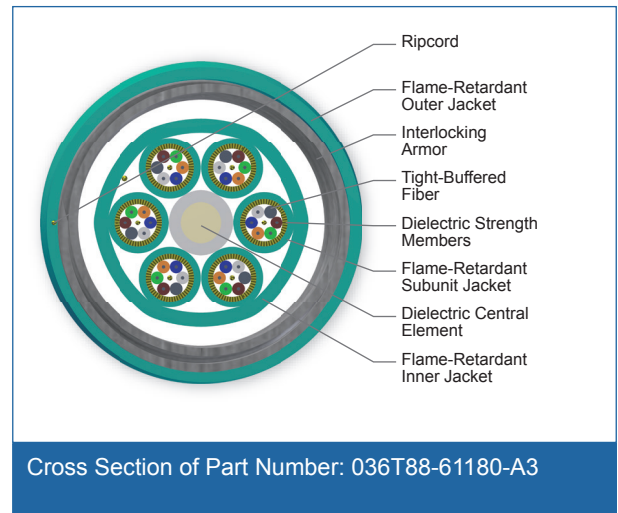 Ripcord
Flame-Retardant
Outer Jacket
Interlocking
Armor
Tight-Buffered
Fiber
Dielectric Strength
Members
Flame-Retardant
Subunit Jacket
Dielectric Central
Element
Flame-Retardant
Inner Jacket
Cross Section of Part Number: 036T88-61180-A3